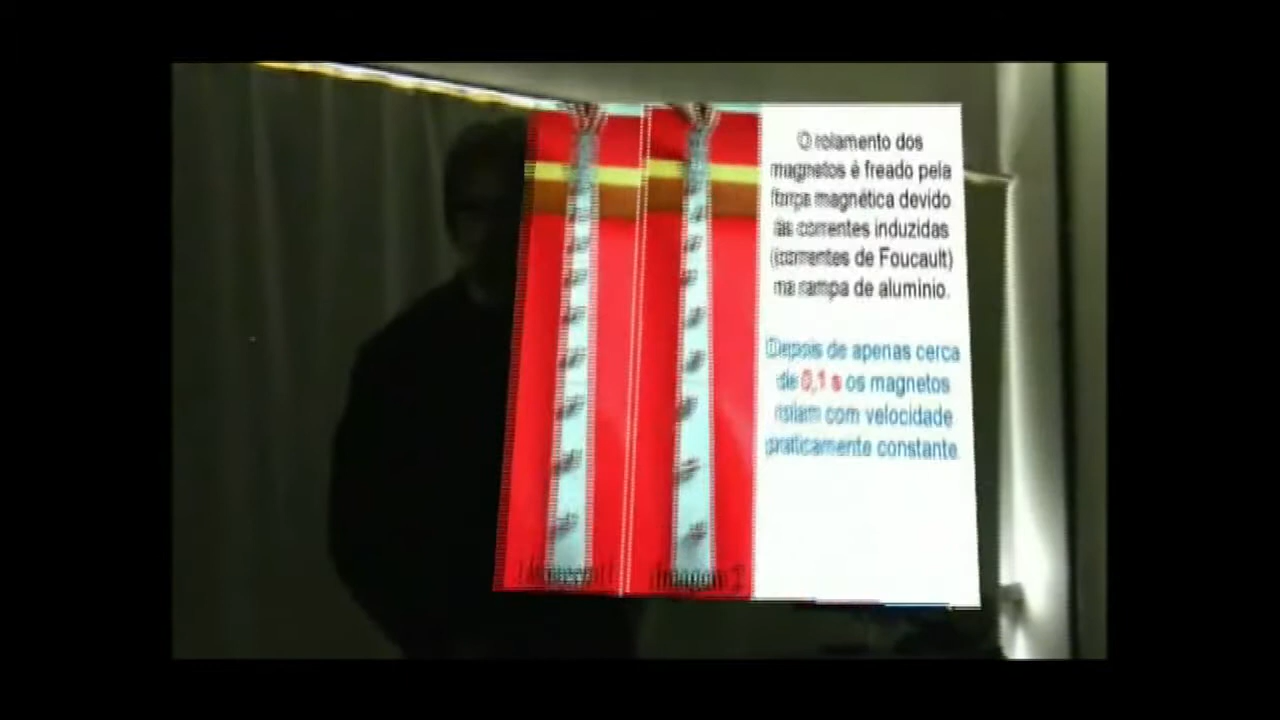 O rolamento dos
magnetos é freado pela
força magnética devido
às correntes induzidas
(correntes de Foucault)
na rampa de alumínio.
Depois de apenas cerca
de 0,1 s os magnetos
rolam com velocidade
praticamente constante.
Imagem 1
Imagem 2